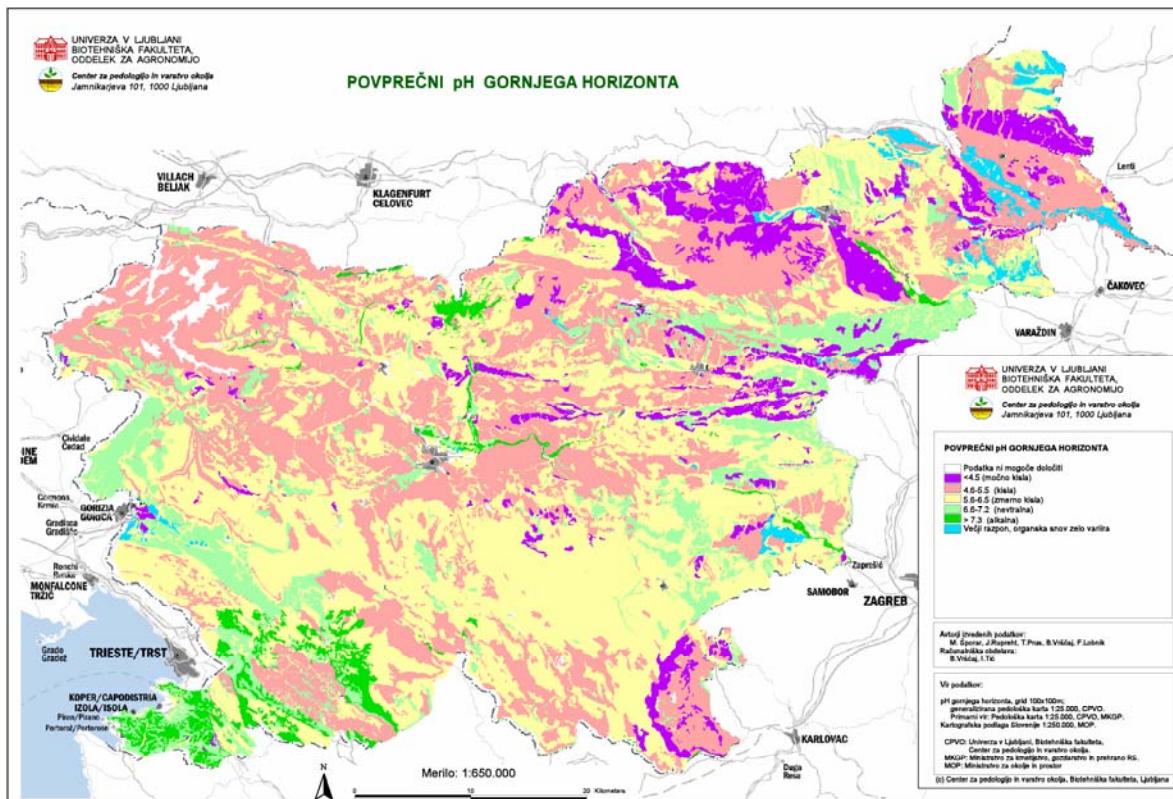 UNIVERZA V LJUBLJANI
BIOTEHNIŠKA FAKULTETA,
ODDELEK ZA AGRONOMIJO
Center za pedologijo in varstvo okolja
Jamnikarjeva 101, 1000 Ljubljana
POVPREČNI pH GORNJEGA HORIZONTA
VILLACH
BELJAK
KLAGENFURT
CELOVEC
Lenti
ČAKOVEC
VARAŽDIN
Cividale
Čedad
GORIZIA
GORICA
Gradisca
Gradišče
Ronchi
MONFALCONE
TRŽIČ
Grado
Gradež
TRIESTE/TRST
KOPER/CAPODISTRIA
IZOLA/ISOLA
Piran/Pirano
Portorož/Portorose
Zaprešić
SAMOBOR
ZAGREB
KARLOVAC
Duga
Resa
UNIVERZA V LJUBLJANI
BIOTEHNIŠKA FAKULTETA,
ODDELEK ZA AGRONOMIJO
Center za pedologijo in varstvo okolja
Jamnikarjeva 101, 1000 Ljubljana
POVPREČNI pH GORNJEGA HORIZONTA
Podatka ni mogoče določiti
<4.5 (močno kisla)
4.6-5.5 (kisla)
5.6-6.5 (zmerno kisla)
6.6-7.2 (nevtralna)
> 7.3 (alkalna)
Večji razpon, organska snov zelo variira
Avtorji izvedenih podatkov:
M. Šporar, J.Rupreht, T.Prus, B.Vrščaj, F.Lobnik
Računalniška obdelava:
B.Vrščaj, I.Tič
Vir podatkov:
pH gornjega horizonta, grid 100x100m;
generalizirana pedološka karta 1:25.000, CPVO.
Primarni vir: Pedološka karta 1:25.000, CPVO, MKGP.
Kartografska podlaga Slovenije 1:250.000, MOP.
CPVO: Univerza v Ljubljani, Biotehniška fakulteta,
Center za pedologijo in varstvo okolja.
MKGP: Ministrstvo za kmetijstvo, gozdarstvo in prehrano RS.
MOP: Ministrstvo za okolje in prostor
(c) Center za pedologijo in varstvo okolja, Biotehniška fakulteta, Ljubljana
N
Merilo: 1:650.000
0 10 20 Kilometers